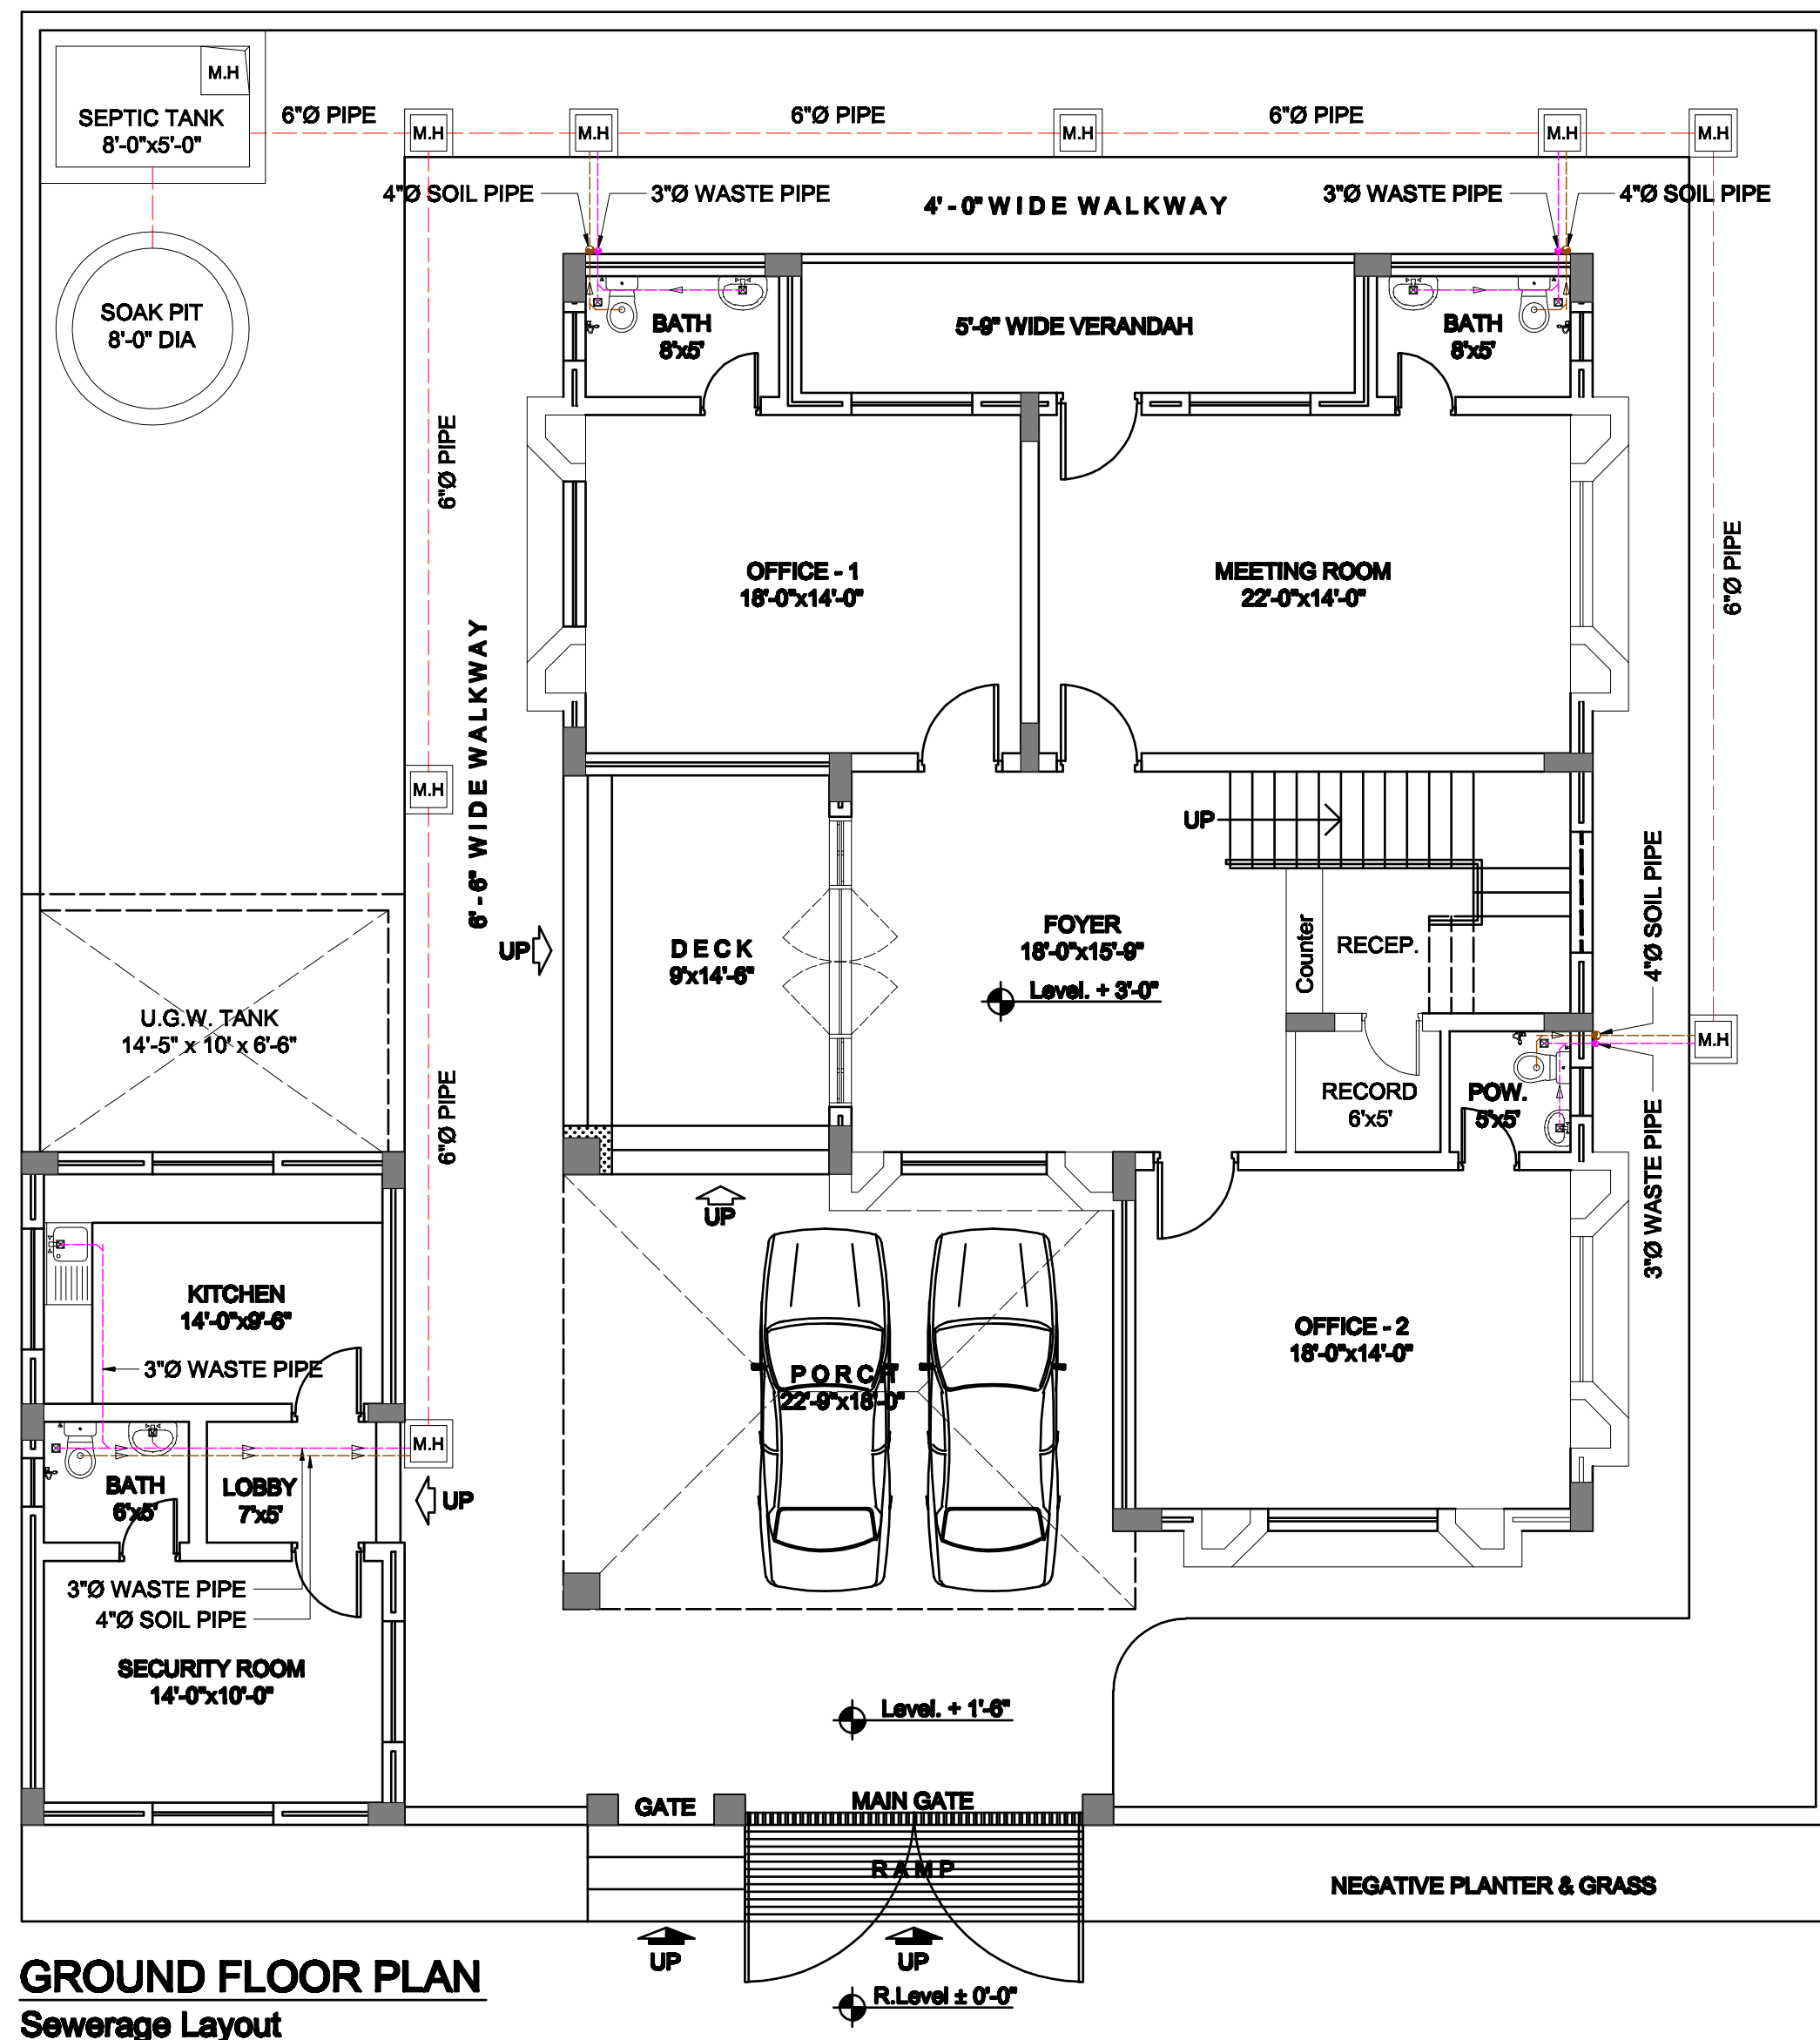 M.H
SEPTIC TANK
8'-0"x5'-0"
6"Ø PIPE
M.H
M.H
6"Ø PIPE
M.H
6"Ø PIPE
M.H
M.H
4"Ø SOIL PIPE
3"Ø WASTE PIPE
4'-0" WIDE WALKWAY
3"Ø WASTE PIPE
4"Ø SOIL PIPE
SOAK PIT
8'-0" DIA
BATH
8'x5'
5'-9" WIDE VERANDAH
BATH
8'x5'
6"Ø PIPE
OFFICE - 1
18'-0"x14'-0"
MEETING ROOM
22'-0"x14'-0"
6"Ø PIPE
6'-6" WIDE WALKWAY
M.H
UP
4"Ø SOIL PIPE
UP
DECK
9'x14'-6"
FOYER
18'-0"x15'-9"
Level. + 3'-0"
Counter
RECEP.
U.G.W. TANK
14'-5" x 10' x 6'-6"
M.H
6"Ø PIPE
RECORD
6'x5'
POW.
5'x5'
3"Ø WASTE PIPE
UP
KITCHEN
14'-0"x9'-6"
3"Ø WASTE PIPE
PORCH
22'-9"x18'-0"
OFFICE - 2
18'-0"x14'-0"
M.H
BATH
6'x5'
LOBBY
7'x5'
UP
3"Ø WASTE PIPE
4"Ø SOIL PIPE
SECURITY ROOM
14'-0"x10'-0"
Level. + 1'-6"
GATE
MAIN GATE
RAMP
NEGATIVE PLANTER & GRASS
UP
UP
R.Level ± 0'-0"
GROUND FLOOR PLAN
Sewerage Layout